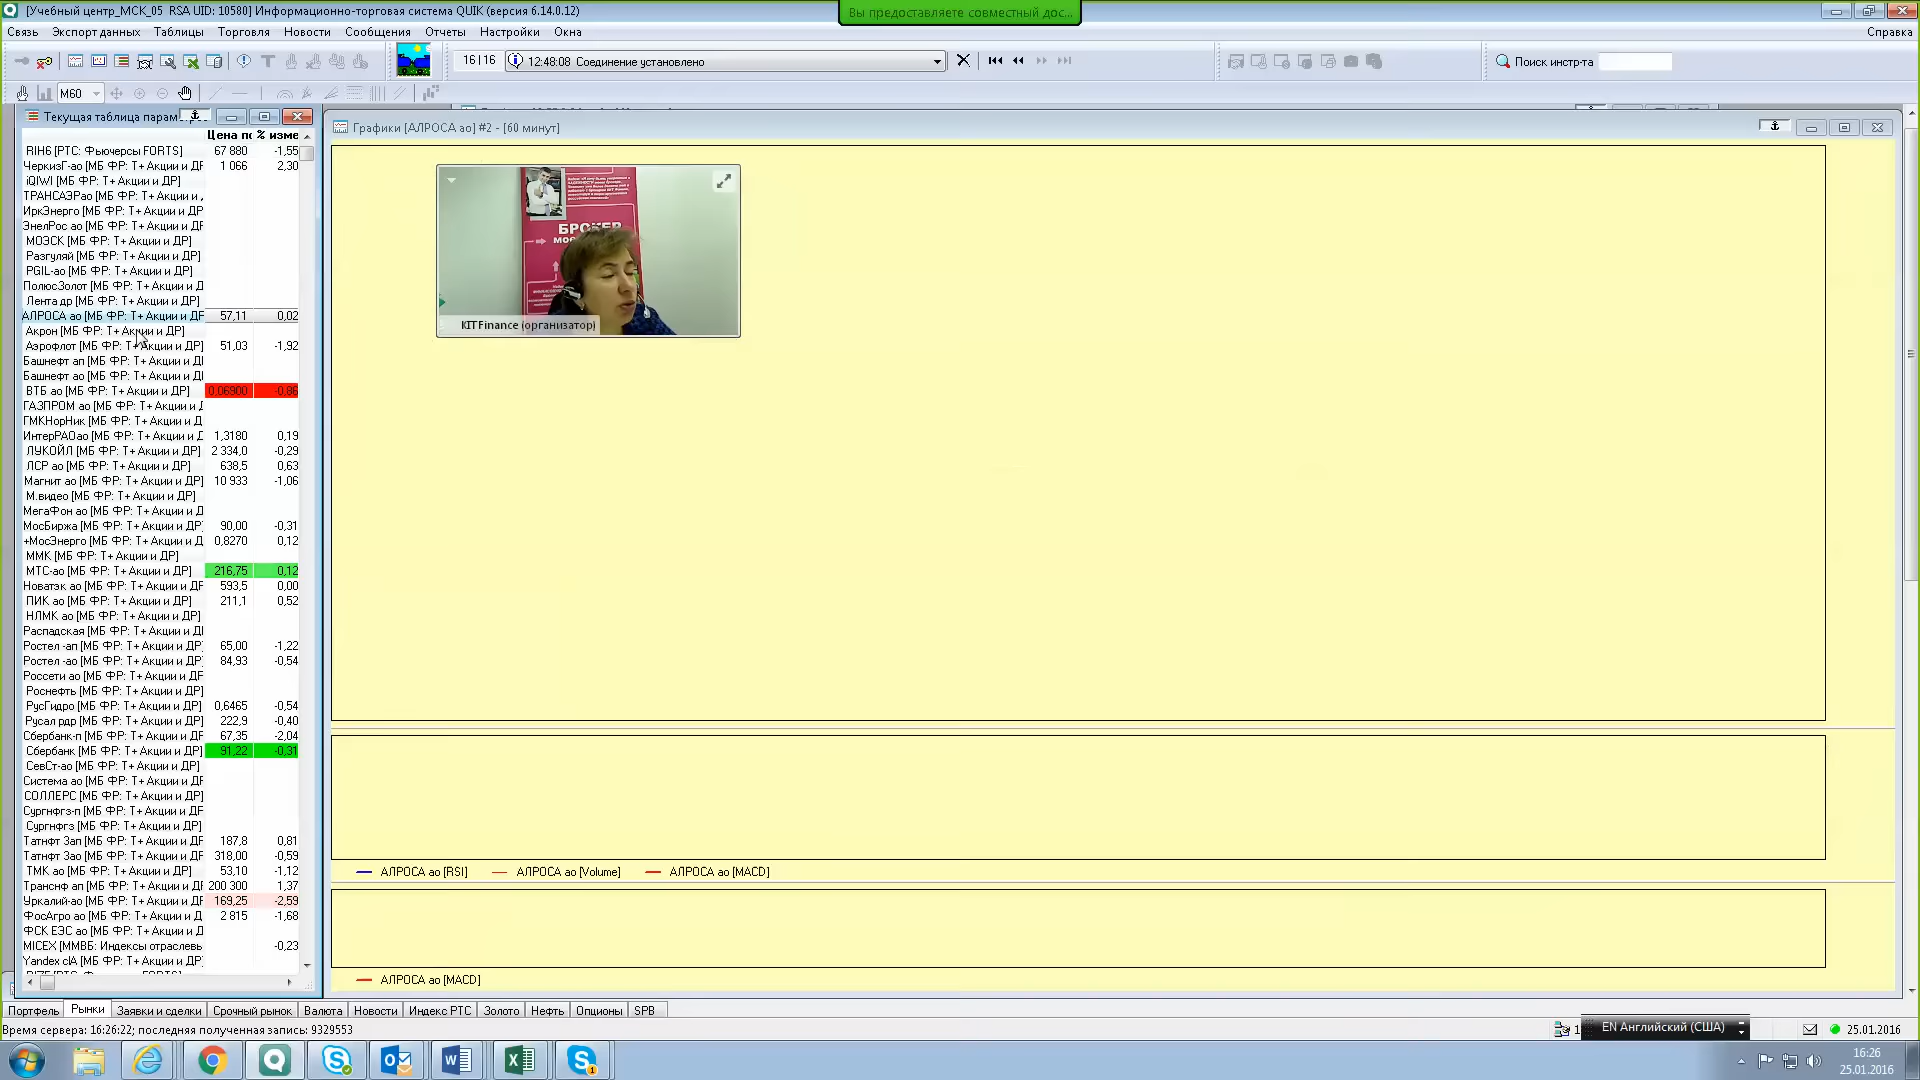 [Учебный центр_МСК_05 RSA UID: 10580] Информационно-торговая система QUIK (версия 6.14.0.12)
Вы предоставляете совместный дос...
Связь Экспорт данных Таблицы Торговля Новости Сообщения Отчеты Настройки Окна Справка
16|16 12:48:08 Соединение установлено
Поиск инстр-та
M60
Текущая таблица парам
Графики [АЛРОСА ао] #2 - [60 минут]
Цена по % изме
RIH6 [РТС: Фьючерсы FORTS] 67 880 -1,55
ЧеркизГ-ао [МБ ФР: Т+ Акции и ДР 1 066 2,30
iQIWI [МБ ФР: Т+ Акции и ДР]
ТРАНСАЭРао [МБ ФР: Т+ Акции и
ИркЭнерго [МБ ФР: Т+ Акции и ДР
ЭнелРос ао [МБ ФР: Т+ Акции и ДР
МОЭСК [МБ ФР: Т+ Акции и ДР]
Разгуляй [МБ ФР: Т+ Акции и ДР]
PGIL-ао [МБ ФР: Т+ Акции и ДР]
ПолюсЗолот [МБ ФР: Т+ Акции и Д
Лента др [МБ ФР: Т+ Акции и ДР]
АЛРОСА ао [МБ ФР: Т+ Акции и ДР 57,11 0,02
Акрон [МБ ФР: Т+ Акции и ДР]
Аэрофлот [МБ ФР: Т+ Акции и ДР] 51,03 -1,92
Башнефт ап [МБ ФР: Т+ Акции и Д
Башнефт ао [МБ ФР: Т+ Акции и Д
ВТБ ао [МБ ФР: Т+ Акции и ДР] 0,06900 -0,86
ГАЗПРОМ ао [МБ ФР: Т+ Акции и Д
ГМКНорНик [МБ ФР: Т+ Акции и Д
ИнтерРАОао [МБ ФР: Т+ Акции и Д 1,3180 0,19
ЛУКОЙЛ [МБ ФР: Т+ Акции и ДР] 2 334,0 -0,29
ЛСР ао [МБ ФР: Т+ Акции и ДР] 638,5 0,63
Магнит ао [МБ ФР: Т+ Акции и ДР] 10 933 -1,06
М.видео [МБ ФР: Т+ Акции и ДР]
МегаФон ао [МБ ФР: Т+ Акции и Д
МосБиржа [МБ ФР: Т+ Акции и ДР] 90,00 -0,31
+МосЭнерго [МБ ФР: Т+ Акции и ДР 0,8270 0,12
ММК [МБ ФР: Т+ Акции и ДР]
МТС-ао [МБ ФР: Т+ Акции и ДР] 216,75 0,12
Новатэк ао [МБ ФР: Т+ Акции и ДР 593,5 0,00
ПИК ао [МБ ФР: Т+ Акции и ДР] 211,1 0,52
НЛМК ао [МБ ФР: Т+ Акции и ДР]
Распадская [МБ ФР: Т+ Акции и Д
Ростел -ап [МБ ФР: Т+ Акции и ДР] 65,00 -1,22
Ростел -ао [МБ ФР: Т+ Акции и ДР] 84,93 -0,54
Россети ао [МБ ФР: Т+ Акции и ДР
Роснефть [МБ ФР: Т+ Акции и ДР]
РусГидро [МБ ФР: Т+ Акции и ДР] 0,6465 -0,54
Русал рдр [МБ ФР: Т+ Акции и ДР] 222,9 -0,40
Сбербанк-п [МБ ФР: Т+ Акции и ДР 67,35 -2,04
Сбербанк [МБ ФР: Т+ Акции и ДР] 91,22 -0,31
СевСт-ао [МБ ФР: Т+ Акции и ДР]
Система ао [МБ ФР: Т+ Акции и ДР
СОЛЛЕРС [МБ ФР: Т+ Акции и ДР]
Сургнфгз-п [МБ ФР: Т+ Акции и ДР
Сургнфгз [МБ ФР: Т+ Акции и ДР]
Татнфт 3ап [МБ ФР: Т+ Акции и ДР 187,8 0,81
Татнфт 3ао [МБ ФР: Т+ Акции и ДР 318,00 -0,59
ТМК ао [МБ ФР: Т+ Акции и ДР] 53,10 -1,12
Транснф ап [МБ ФР: Т+ Акции и ДР 200 300 1,37
Уркалий-ао [МБ ФР: Т+ Акции и ДР 169,25 -2,59
ФосАгро ао [МБ ФР: Т+ Акции и Д 2 815 -1,68
ФСК ЕЭС ао [МБ ФР: Т+ Акции и Д
MICEX [ММВБ: Индексы отраслевы -0,23
Yandex clA [МБ ФР: Т+ Акции и ДР]
БРОКЕР
KITFinance (организатор)
АЛРОСА ао [RSI] АЛРОСА ао [Volume] АЛРОСА ао [MACD]
АЛРОСА ао [MACD]
Портфель Рынки Заявки и сделки Срочный рынок Валюта Новости Индекс РТС Золото Нефть Опционы SPB
Время сервера: 16:26:22; последняя полученная запись: 9329553
EN Английский (США)
25.01.2016
16:26
25.01.2016